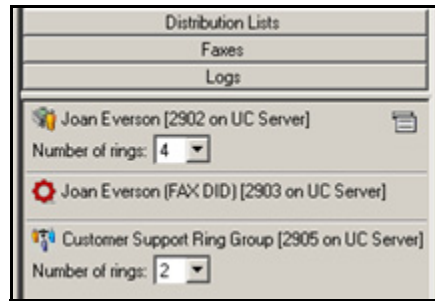 Distribution Lists
Faxes
Logs
Joan Everson [2902 on UC Server]
Number of rings: 4
Joan Everson (FAX DID) [2903 on UC Server]
Customer Support Ring Group [2905 on UC Server]
Number of rings: 2